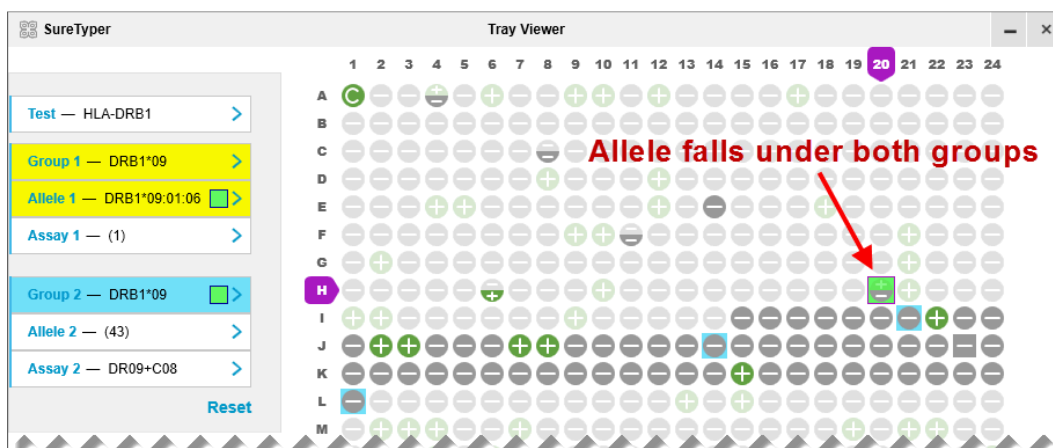 SureTyper
Tray Viewer
1 2 3 4 5 6 7 8 9 10 11 12 13 14 15 16 17 18 19 20 21 22 23 24
Test — HLA-DRB1
Group 1 — DRB1*09
Allele 1 — DRB1*09:01:06
Assay 1 — (1)
Group 2 — DRB1*09
Allele 2 — (43)
Assay 2 — DR09+C08
Reset
A
C
B
C
Allele falls under both groups
D
E
F
G
H
I
J
K
L
M